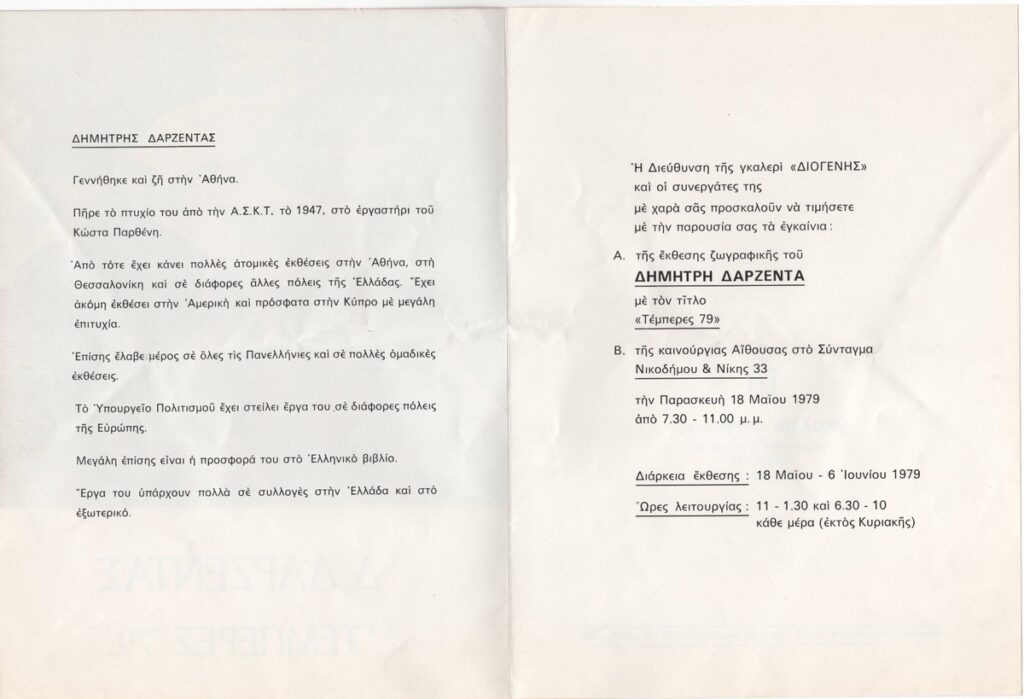 ΔΗΜΗΤΡΗΣ ΔΑΡΖΕΝΤΑΣ
Γεννήθηκε καὶ ζῆ στὴν Ἀθήνα.
Πῆρε τὸ πτυχίο του ἀπὸ τὴν Α.Σ.Κ.Τ. τὸ 1947, στὸ ἐργαστήρι τοῦ
Κώστα Παρθένη.
Ἀπὸ τότε ἔχει κάνει πολλὲς ἀτομικὲς ἐκθέσεις στὴν Ἀθήνα, στὴ
Θεσσαλονίκη καὶ σὲ διάφορες ἄλλες πόλεις τῆς Ἑλλάδας. Ἔχει
ἀκόμη ἐκθέσει στὴν Ἀμερικὴ καὶ πρόσφατα στὴν Κύπρο μὲ μεγάλη
ἐπιτυχία.
Ἐπίσης ἔλαβε μέρος σὲ ὅλες τὶς Πανελλήνιες καὶ σὲ πολλὲς ὁμαδικὲς
ἐκθέσεις.
Τὸ Ὑπουργεῖο Πολιτισμοῦ ἔχει στείλει ἔργα του σὲ διάφορες πόλεις
τῆς Εὐρώπης.
Μεγάλη ἐπίσης εἶναι ἡ προσφορά του στὸ Ἑλληνικὸ βιβλίο.
Ἔργα του ὑπάρχουν πολλὰ σὲ συλλογὲς στὴν Ἑλλάδα καὶ στὸ
ἐξωτερικό.
Ἡ Διεύθυνση τῆς γκαλερὶ «ΔΙΟΓΕΝΗΣ»
καὶ οἱ συνεργάτες της
μὲ χαρὰ σᾶς προσκαλοῦν νὰ τιμήσετε
μὲ τὴν παρουσία σας τὰ ἐγκαίνια :
Α. τῆς ἔκθεσης ζωγραφικῆς τοῦ
ΔΗΜΗΤΡΗ ΔΑΡΖΕΝΤΑ
μὲ τὸν τῖτλο
«Τέμπερες 79»
Β. τῆς καινούργιας Αἴθουσας στὸ Σύνταγμα
Νικοδήμου & Νίκης 33
τὴν Παρασκευὴ 18 Μαΐου 1979
ἀπὸ 7.30 - 11.00 μ.μ.
Διάρκεια ἔκθεσης : 18 Μαΐου - 6 Ἰουνίου 1979
Ὧρες λειτουργίας : 11 - 1.30 καὶ 6.30 - 10
κάθε μέρα (ἐκτὸς Κυριακῆς)
Δ. ΔΑΡΖΕΝΤΑΣ
ΤΕΜΠΕΡΕΣ 79